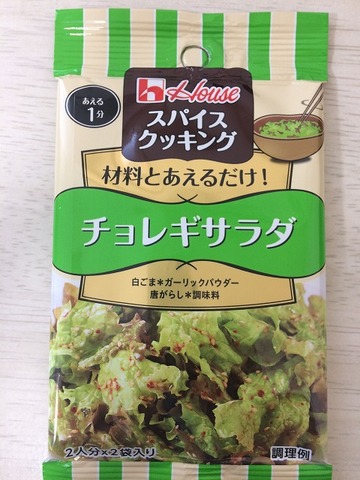 House
あえる
1分
スパイス
クッキング
材料とあえるだけ!
チョレギサラダ
白ごま＊ガーリックパウダー
唐がらし＊調味料
2人分×2袋入り
調理例